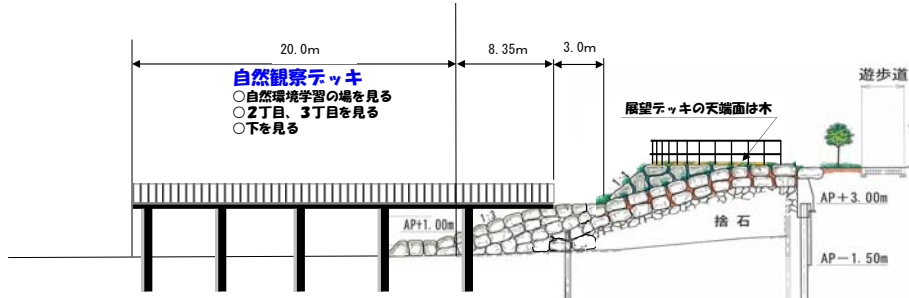 20.0m
8.35m
3.0m
自然観察デッキ
○自然環境学習の場を見る
○2丁目、3丁目を見る
○下を見る
遊歩道
展望デッキの天端面は木
1:3
AP+1.00m
AP+3.00m
捨石
AP-1.50m